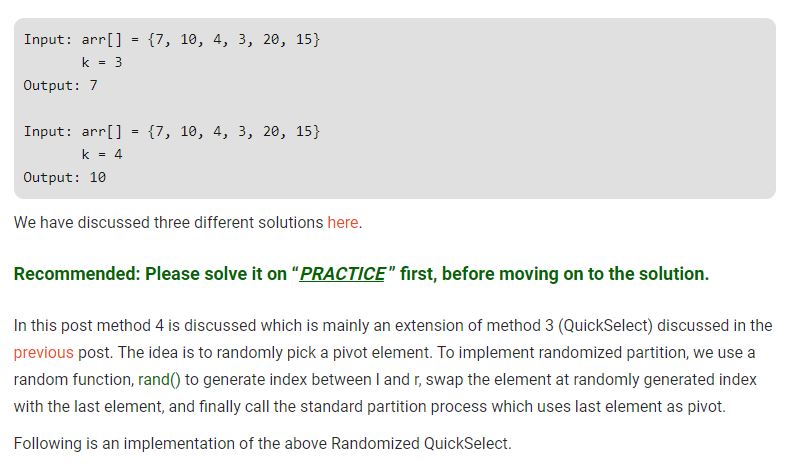 Input: arr[] = {7, 10, 4, 3, 20, 15}
k = 3
Output: 7
Input: arr[] = {7, 10, 4, 3, 20, 15}
k = 4
Output: 10
We have discussed three different solutions here.
Recommended: Please solve it on “PRACTICE” first, before moving on to the solution.
In this post method 4 is discussed which is mainly an extension of method 3 (QuickSelect) discussed in the
previous post. The idea is to randomly pick a pivot element. To implement randomized partition, we use a
random function, rand() to generate index between l and r, swap the element at randomly generated index
with the last element, and finally call the standard partition process which uses last element as pivot.
Following is an implementation of the above Randomized QuickSelect.